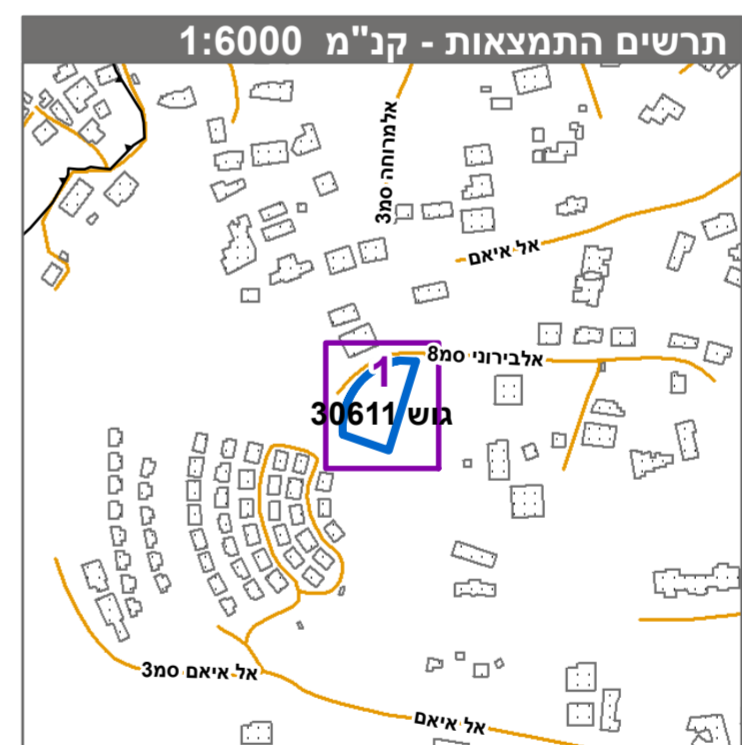 תרשים התמצאות - קנ"מ 1:6000
אלמרוחה סמ3
אל איאם
אלבירוני סמ8
1
גוש 30611
אל איאם סמ3
אל איאם